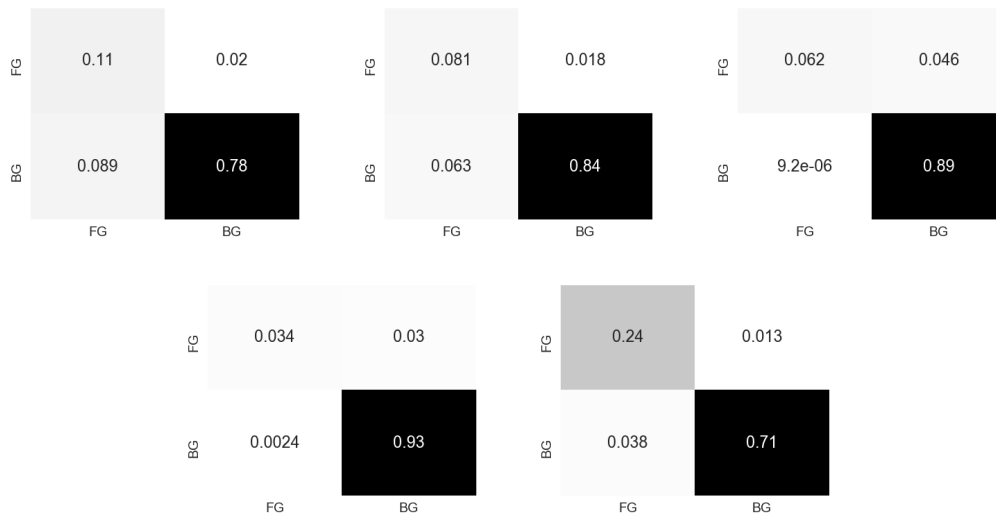 FG 0.11 0.02
BG 0.089 0.78
FG BG
FG 0.081 0.018
BG 0.063 0.84
FG BG
FG 0.062 0.046
BG 9.2e-06 0.89
FG BG
FG 0.034 0.03
BG 0.0024 0.93
FG BG
FG 0.24 0.013
BG 0.038 0.71
FG BG